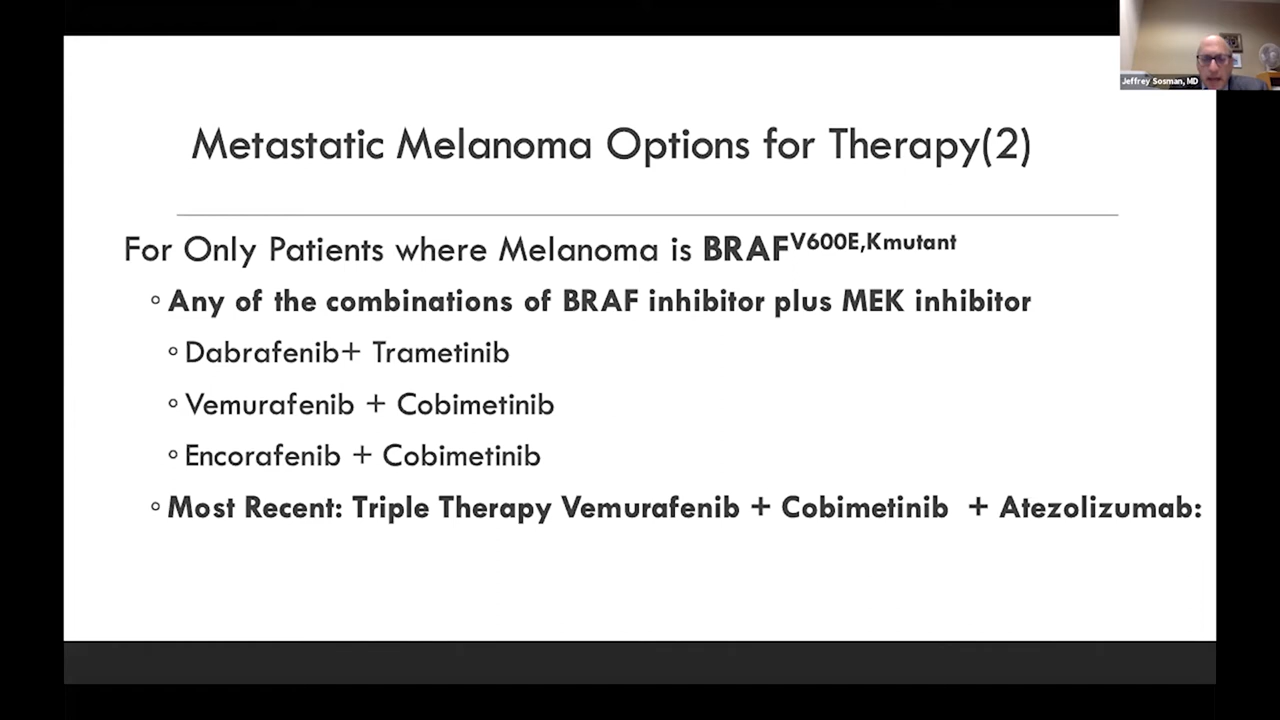 Jeffrey Sosman, MD
Metastatic Melanoma Options for Therapy(2)
For Only Patients where Melanoma is BRAFV600E,Kmutant
◦ Any of the combinations of BRAF inhibitor plus MEK inhibitor
◦ Dabrafenib+ Trametinib
◦ Vemurafenib + Cobimetinib
◦ Encorafenib + Cobimetinib
◦ Most Recent: Triple Therapy Vemurafenib + Cobimetinib + Atezolizumab: